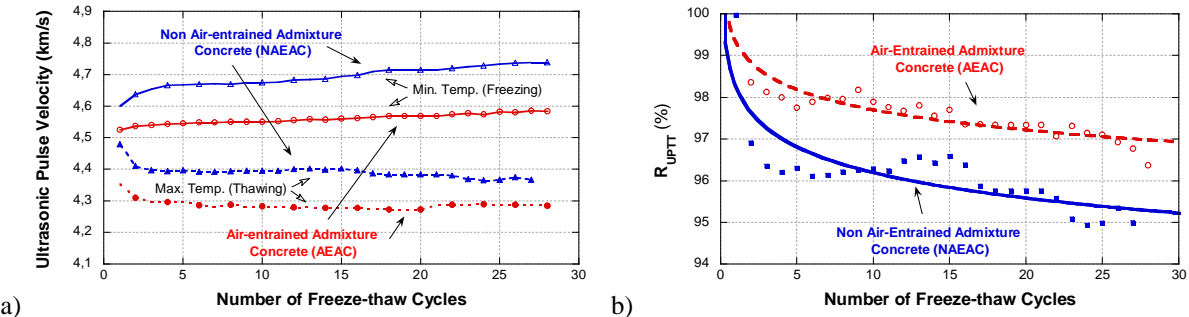 Ultrasonic Pulse Velocity (km/s)
4,9
4,8
4,7
4,6
4,5
4,4
4,3
4,2
4,1
Non Air-entrained Admixture
Concrete (NAEAC)
Min. Temp. (Freezing)
Max. Temp. (Thawing)
Air-entrained Admixture
Concrete (AEAC)
0 5 10 15 20 25 30
Number of Freeze-thaw Cycles
a)
R_UPTT (%)
100
99
98
97
96
95
94
Air-Entrained Admixture
Concrete (AEAC)
Non Air-Entrained Admixture
Concrete (NAEAC)
0 5 10 15 20 25 30
Number of Freeze-thaw Cycles
b)